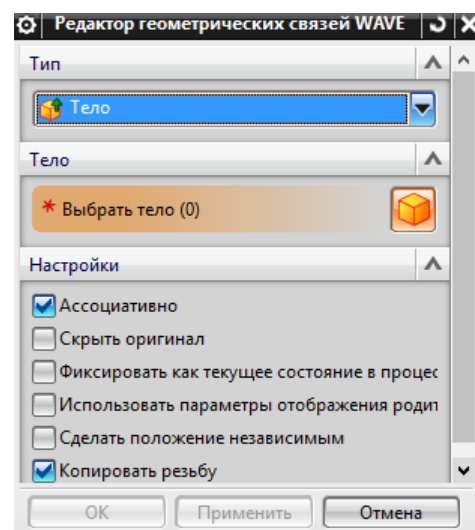 Редактор геометрических связей WAVE
Тип
Тело
Тело
* Выбрать тело (0)
Настройки
Ассоциативно
Скрыть оригинал
Фиксировать как текущее состояние в процес
Использовать параметры отображения родит
Сделать положение независимым
Копировать резьбу
ОК Применить Отмена